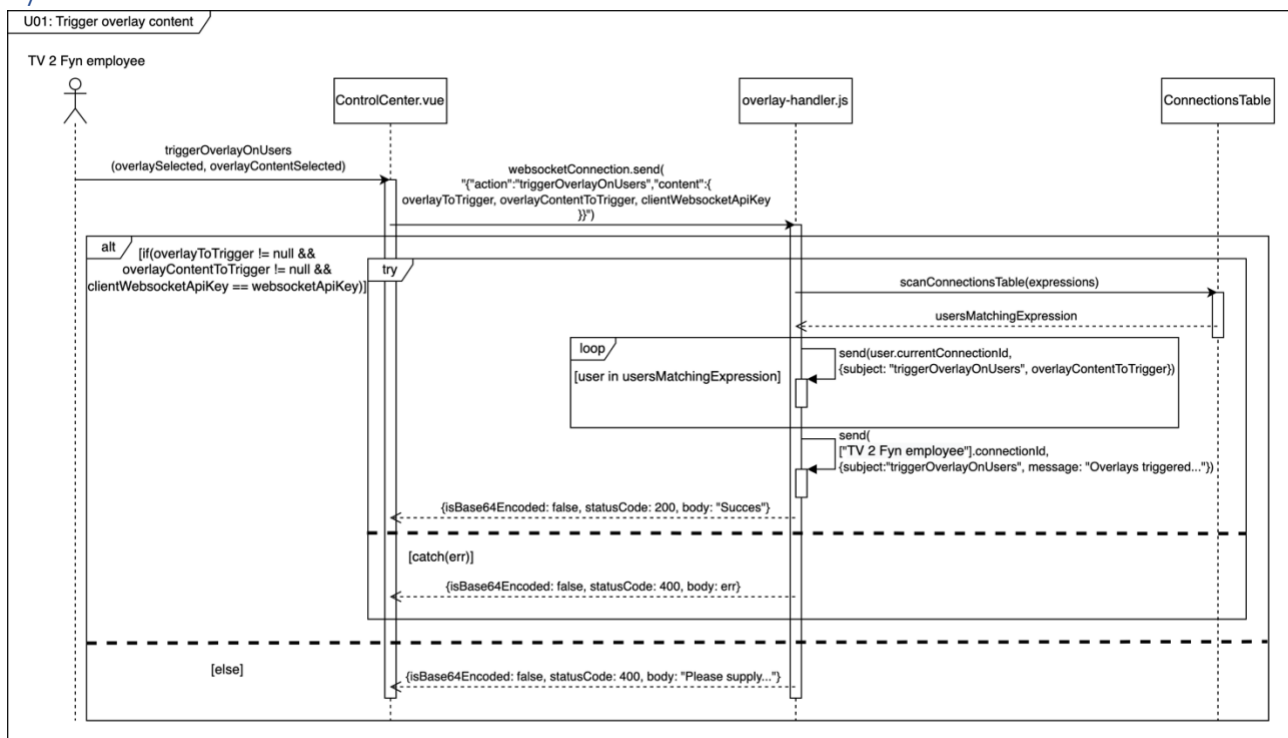 U01: Trigger overlay content
TV 2 Fyn employee
ControlCenter.vue
overlay-handler.js
ConnectionsTable
triggerOverlayOnUsers
(overlaySelected, overlayContentSelected)
websocketConnection.send(
"{"action":"triggerOverlayOnUsers","content":{
overlayToTrigger, overlayContentToTrigger, clientWebsocketApiKey
}}")
alt
[if(overlayToTrigger != null &&
overlayContentToTrigger != null &&
clientWebsocketApiKey == websocketApiKey)]
try
scanConnectionsTable(expressions)
usersMatchingExpression
loop
[user in usersMatchingExpression]
send(user.currentConnectionId,
{subject: "triggerOverlayOnUsers", overlayContentToTrigger})
send(
["TV 2 Fyn employee"].connectionId,
{subject:"triggerOverlayOnUsers", message: "Overlays triggered..."})
{isBase64Encoded: false, statusCode: 200, body: "Succes"}
[catch(err)]
{isBase64Encoded: false, statusCode: 400, body: err}
[else]
{isBase64Encoded: false, statusCode: 400, body: "Please supply..."}